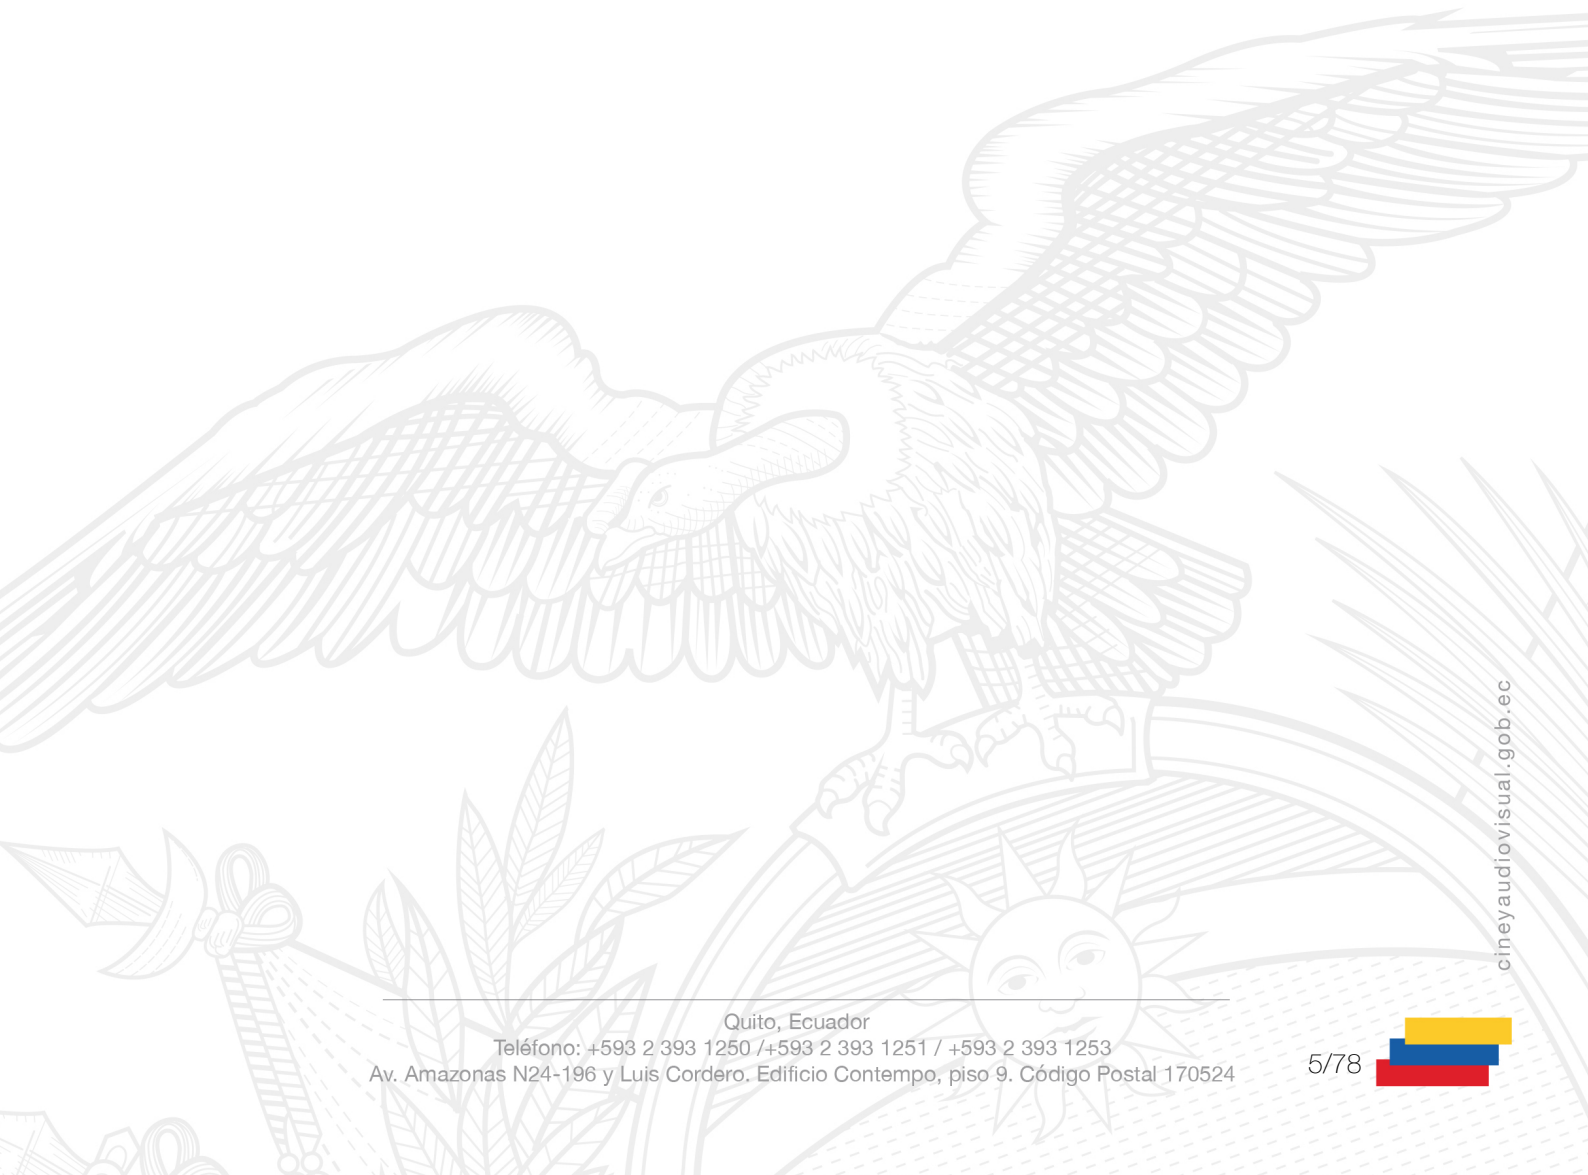 cineyaudiovisual.gob.ec
Quito, Ecuador
Teléfono: +593 2 393 1250 /+593 2 393 1251 / +593 2 393 1253
Av. Amazonas N24-196 y Luis Cordero. Edificio Contempo, piso 9. Código Postal 170524
5/78